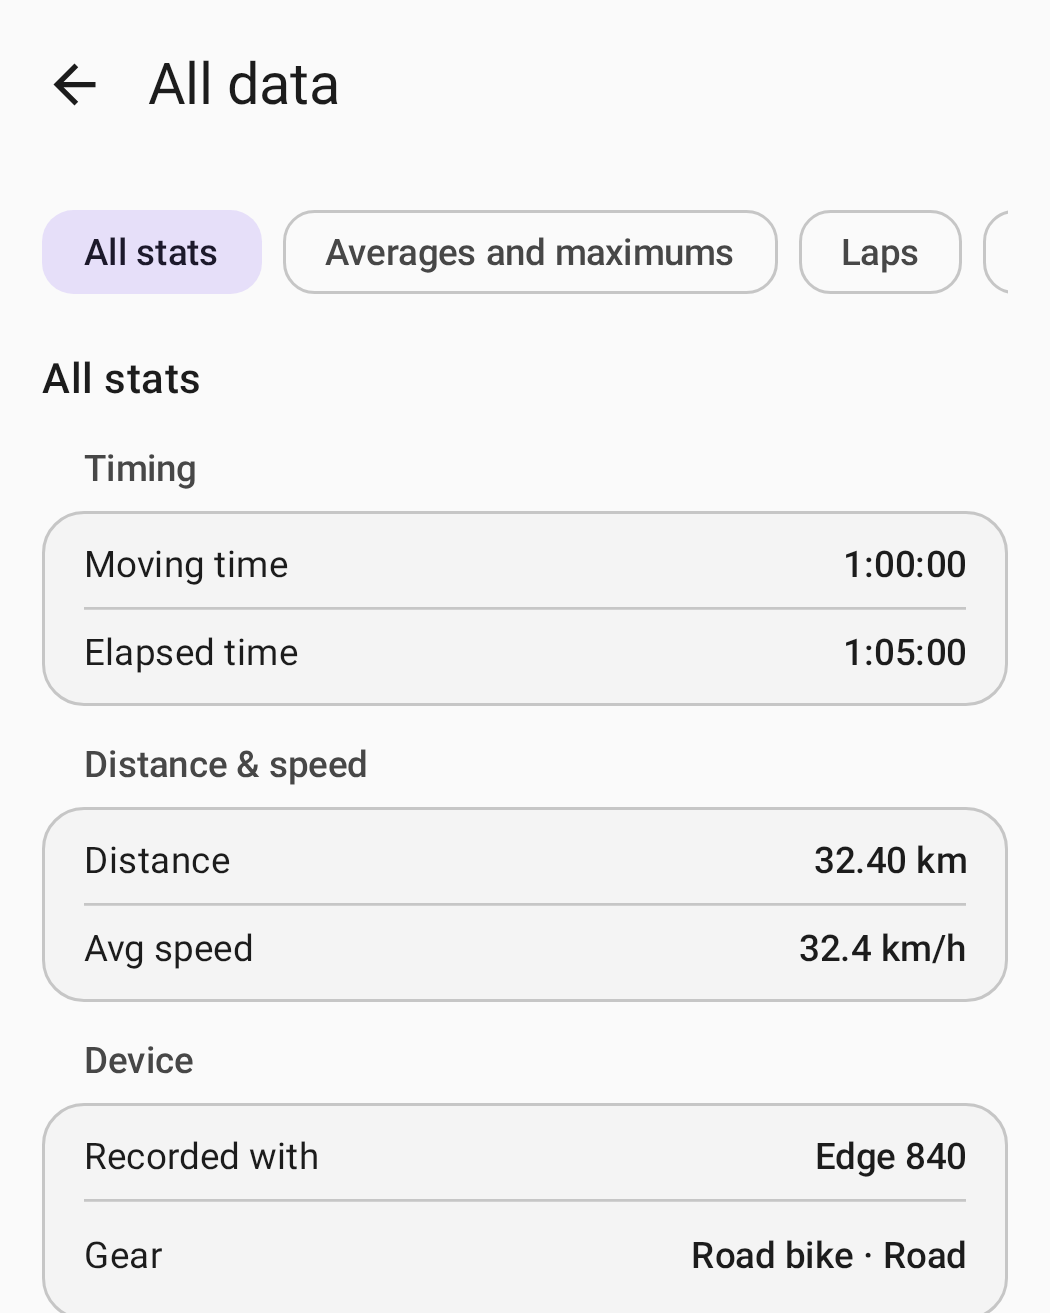 All data
All stats
Averages and maximums
Laps
All stats
Timing
Moving time 1:00:00
Elapsed time 1:05:00
Distance & speed
Distance 32.40 km
Avg speed 32.4 km/h
Device
Recorded with Edge 840
Gear Road bike · Road